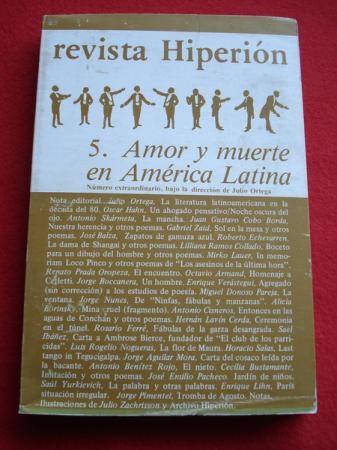 revista Hiperión
5. Amor y muerte
en América Latina
Número extraordinario, bajo la dirección de Julio Ortega
Nota editorial. Julio Ortega, La literatura latinoamericana en la
década del 80. Oscar Hahn, Un ahogado pensativo/Noche oscura del
ojo. Antonio Skármeta, La mancha. Juan Gustavo Cobo Borda,
Nuestra herencia y otros poemas. Gabriel Zaid, Sol en la mesa y otros
poemas. José Balza, Zapatos de gamuza azul. Roberto Echevarren,
La dama de Shangai y otros poemas. Lilliana Ramos Collado, Boceto
para un dibujo del hombre y otros poemas. Mirko Lauer, In memo-
riam Loco Pincy y otros poemas de "Los asesinos de la última hora".
Renato Prada Oropeza, El encuentro. Octavio Armand, Homenaje a
Celletti. Jorge Boccanera, Un hombre. Enrique Verástegui, Agregado
(sin corrección) a los estudios de poesía. Miguel Donoso Pareja, La
ventana. Jorge Nunes, De "Ninfas, fábulas y manzanas". Alicia
Borinsky, Mina cruel (fragmento). Antonio Cisneros, Entonces en las
aguas de Conchán y otros poemas. Hernán Lavín Cerda, Ceremonia
en el túnel. Rosario Ferré, Fábulas de la garza desangrada. Sael
Ibáñez, Carta a Ambrose Bierce, fundador de "El club de los parri-
cidas". Luis Rogelio Nogueras, La flor de Maura. Horacio Salas, Last
tango in Tegucigalpa. Jorge Aguilar Mora, Carta del cosaco leída por
la bacante. Antonio Benítez Rojo, El nieto. Cecilia Bustamante,
Imitación y otros poemas. José Emilio Pacheco, Jardín de niños.
Saúl Yurkievich, La palabra y otras palabras. Enrique Lihn, París
situación irregular. Jorge Pimentel, Tromba de Agosto. Notas,
Ilustraciones de Julio Zachrisson y Archivo Hiperión.